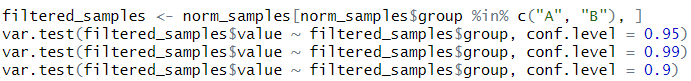 filtered_samples <- norm_samples[norm_samples$group %in% c("A", "B"), ]
var.test(filtered_samples$value ~ filtered_samples$group, conf.level = 0.95)
var.test(filtered_samples$value ~ filtered_samples$group, conf.level = 0.99)
var.test(filtered_samples$value ~ filtered_samples$group, conf.level = 0.9)